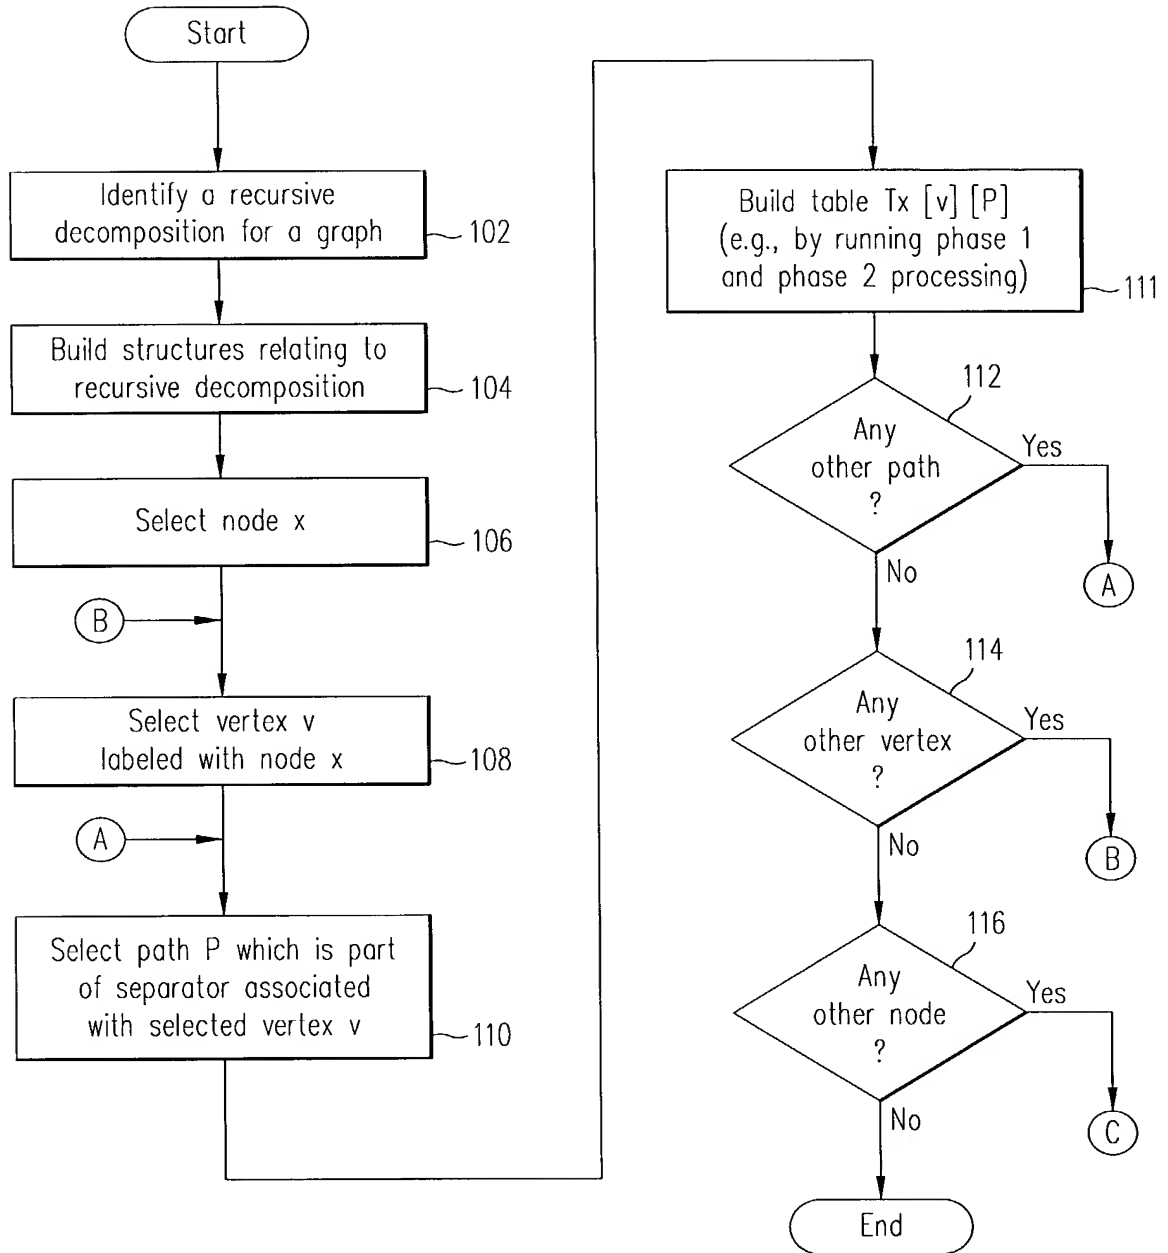 Start
Identify a recursive
decomposition for a graph
102
Build structures relating to
recursive decomposition
104
Select node x
106
B
Select vertex v
labeled with node x
108
A
Select path P which is part
of separator associated
with selected vertex v
110
Build table Tx [v] [P]
(e.g., by running phase 1
and phase 2 processing)
111
112
Any
other path
?
Yes
No
A
114
Any
other vertex
?
Yes
No
B
116
Any
other node
?
Yes
No
C
End